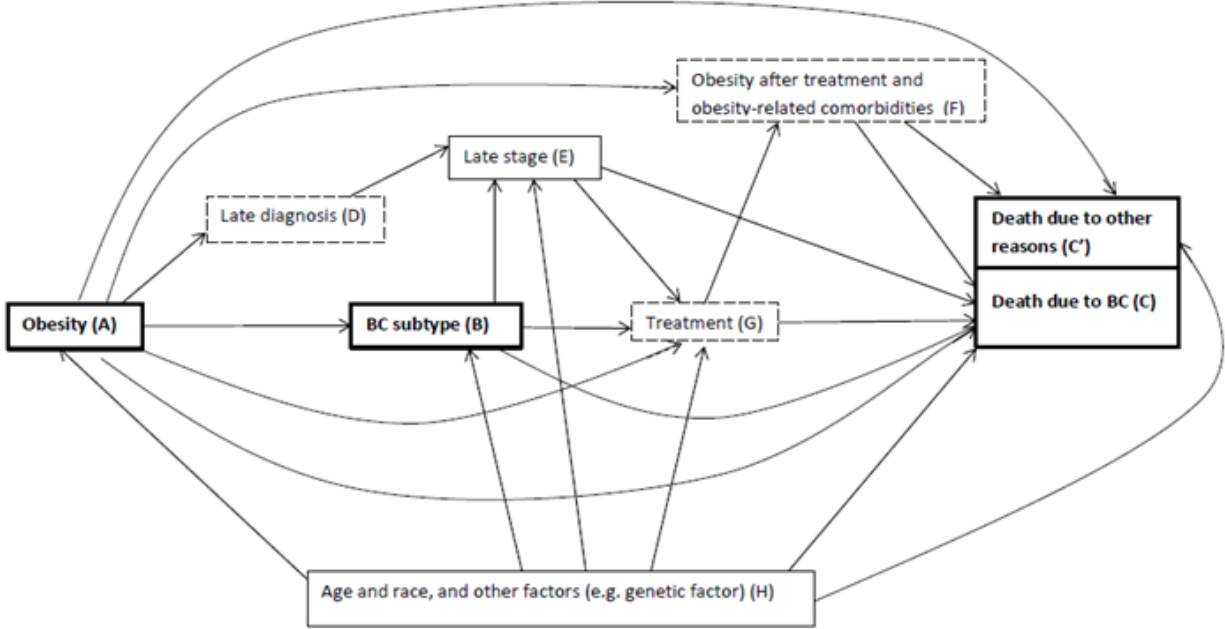 Obesity after treatment and
obesity-related comorbidities (F)
Late stage (E)
Late diagnosis (D)
Death due to other
reasons (C’)
Death due to BC (C)
Obesity (A)
BC subtype (B)
Treatment (G)
Age and race, and other factors (e.g. genetic factor) (H)